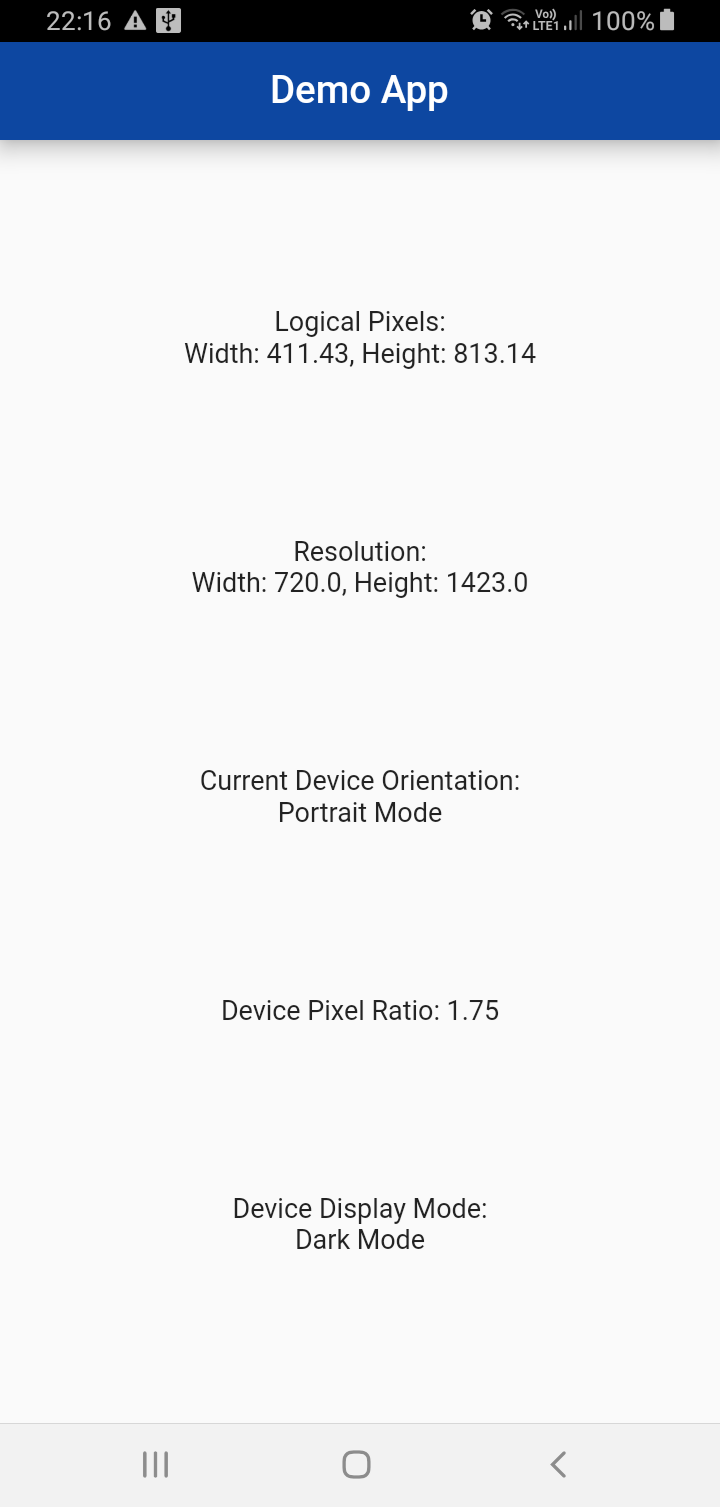 22:16
Vo))
LTE1
100%
Demo App
Logical Pixels:
Width: 411.43, Height: 813.14
Resolution:
Width: 720.0, Height: 1423.0
Current Device Orientation:
Portrait Mode
Device Pixel Ratio: 1.75
Device Display Mode:
Dark Mode